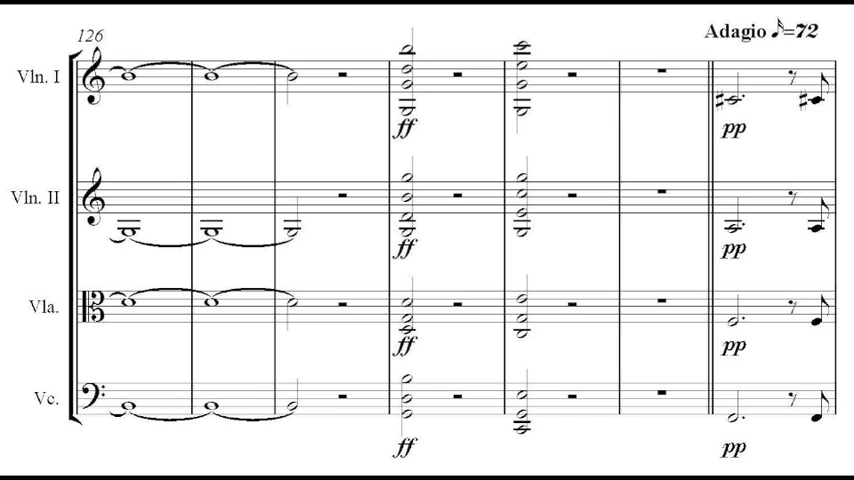 126
Adagio ♪=72
Vln. I
ff
pp
Vln. II
ff
pp
Vla.
ff
pp
Vc.
ff
pp